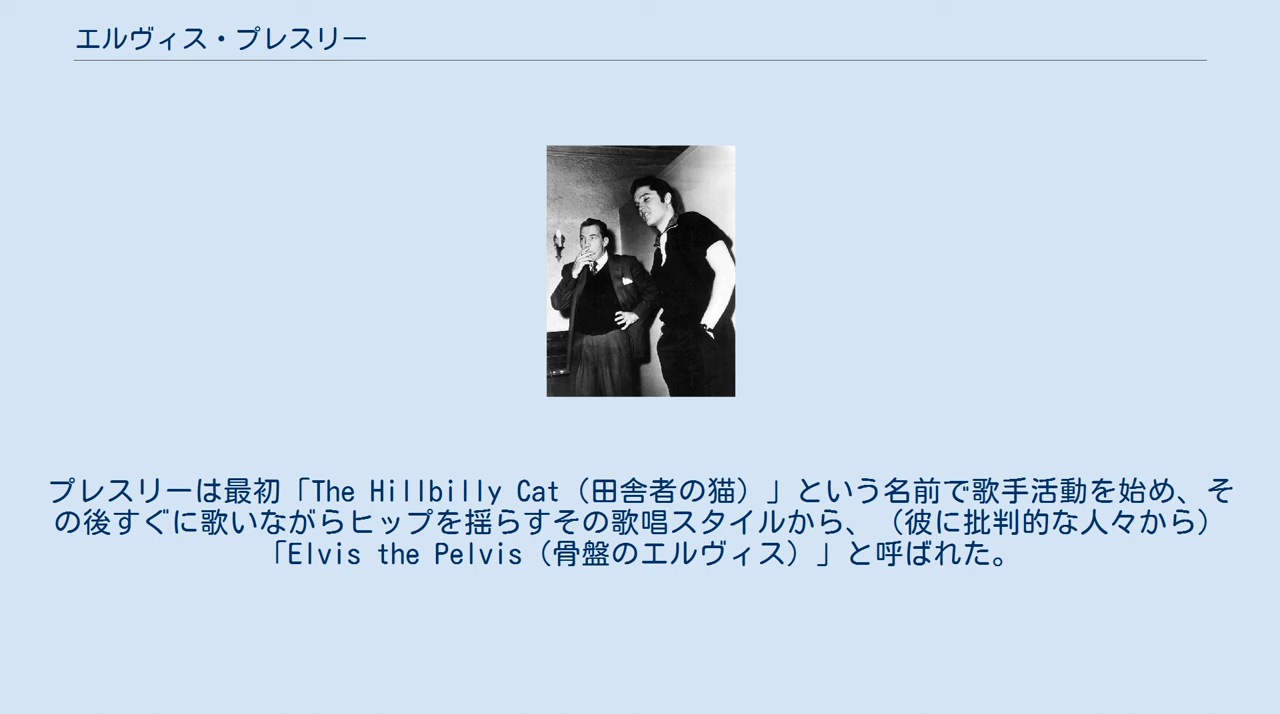 エルヴィス・プレスリー
プレスリーは最初「The Hillbilly Cat（田舎者の猫）」という名前で歌手活動を始め、そ
の後すぐに歌いながらヒップを揺らすその歌唱スタイルから、（彼に批判的な人々から）
「Elvis the Pelvis（骨盤のエルヴィス）」と呼ばれた。